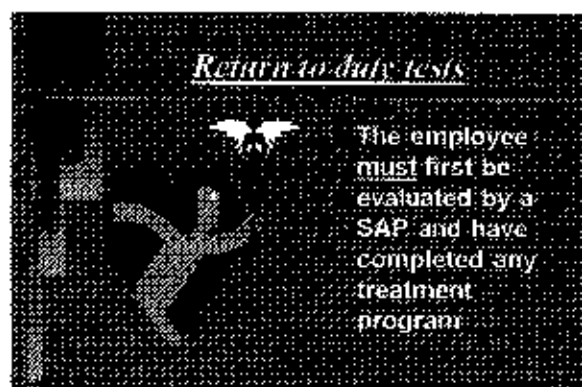 Return to duty tests
The employee
must first be
evaluated by a
SAP and have
completed any
treatment
program